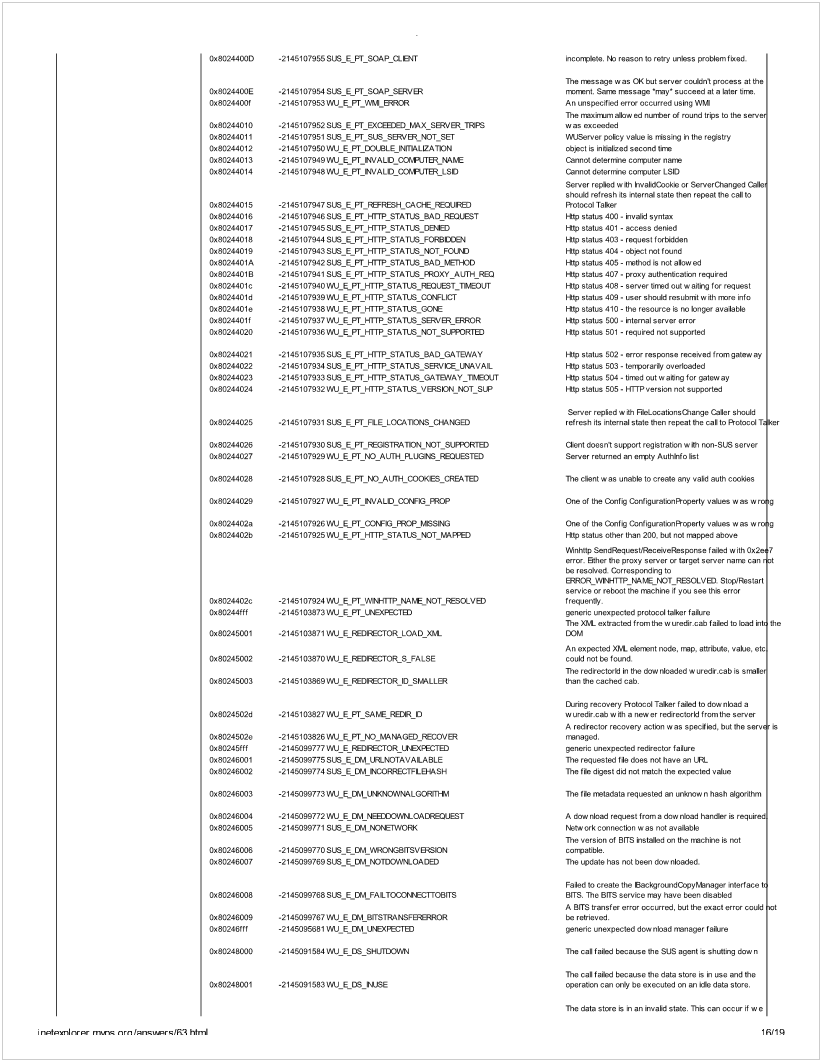 0x8024400D -2145107955 SUS_E_PT_SOAP_CLIENT incomplete. No reason to retry unless problem fixed.
The message was OK but server couldn't process at the
0x8024400E -2145107954 SUS_E_PT_SOAP_SERVER moment. Same message *may* succeed at a later time.
0x8024400f -2145107953 WU_E_PT_WMI_ERROR An unspecified error occurred using WMI
The maximum allowed number of round trips to the server
0x80244010 -2145107952 SUS_E_PT_EXCEEDED_MAX_SERVER_TRIPS was exceeded
0x80244011 -2145107951 SUS_E_PT_SUS_SERVER_NOT_SET WUServer policy value is missing in the registry
0x80244012 -2145107950 WU_E_PT_DOUBLE_INITIALIZATION object is initialized second time
0x80244013 -2145107949 WU_E_PT_INVALID_COMPUTER_NAME Cannot determine computer name
0x80244014 -2145107948 WU_E_PT_INVALID_COMPUTER_LSID Cannot determine computer LSID
Server replied with InvalidCookie or ServerChanged Caller
should refresh its internal state then repeat the call to
0x80244015 -2145107947 SUS_E_PT_REFRESH_CACHE_REQUIRED Protocol Talker
0x80244016 -2145107946 SUS_E_PT_HTTP_STATUS_BAD_REQUEST Http status 400 - invalid syntax
0x80244017 -2145107945 SUS_E_PT_HTTP_STATUS_DENIED Http status 401 - access denied
0x80244018 -2145107944 SUS_E_PT_HTTP_STATUS_FORBIDDEN Http status 403 - request forbidden
0x80244019 -2145107943 SUS_E_PT_HTTP_STATUS_NOT_FOUND Http status 404 - object not found
0x8024401A -2145107942 SUS_E_PT_HTTP_STATUS_BAD_METHOD Http status 405 - method is not allowed
0x8024401B -2145107941 SUS_E_PT_HTTP_STATUS_PROXY_AUTH_REQ Http status 407 - proxy authentication required
0x8024401c -2145107940 WU_E_PT_HTTP_STATUS_REQUEST_TIMEOUT Http status 408 - server timed out waiting for request
0x8024401d -2145107939 WU_E_PT_HTTP_STATUS_CONFLICT Http status 409 - user should resubmit with more info
0x8024401e -2145107938 WU_E_PT_HTTP_STATUS_GONE Http status 410 - the resource is no longer available
0x8024401f -2145107937 WU_E_PT_HTTP_STATUS_SERVER_ERROR Http status 500 - internal server error
0x80244020 -2145107936 WU_E_PT_HTTP_STATUS_NOT_SUPPORTED Http status 501 - required not supported
0x80244021 -2145107935 SUS_E_PT_HTTP_STATUS_BAD_GATEWAY Http status 502 - error response received from gateway
0x80244022 -2145107934 SUS_E_PT_HTTP_STATUS_SERVICE_UNAVAIL Http status 503 - temporarily overloaded
0x80244023 -2145107933 SUS_E_PT_HTTP_STATUS_GATEWAY_TIMEOUT Http status 504 - timed out waiting for gateway
0x80244024 -2145107932 WU_E_PT_HTTP_STATUS_VERSION_NOT_SUP Http status 505 - HTTP version not supported
Server replied with FileLocationsChange Caller should
0x80244025 -2145107931 SUS_E_PT_FILE_LOCATIONS_CHANGED refresh its internal state then repeat the call to Protocol Talker
0x80244026 -2145107930 SUS_E_PT_REGISTRATION_NOT_SUPPORTED Client doesn't support registration with non-SUS server
0x80244027 -2145107929 WU_E_PT_NO_AUTH_PLUGINS_REQUESTED Server returned an empty AuthInfo list
0x80244028 -2145107928 SUS_E_PT_NO_AUTH_COOKIES_CREATED The client was unable to create any valid auth cookies
0x80244029 -2145107927 WU_E_PT_INVALID_CONFIG_PROP One of the Config ConfigurationProperty values was wrong
0x8024402a -2145107926 WU_E_PT_CONFIG_PROP_MISSING One of the Config ConfigurationProperty values was wrong
0x8024402b -2145107925 WU_E_PT_HTTP_STATUS_NOT_MAPPED Http status other than 200, but not mapped above
Winhttp SendRequest/ReceiveResponse failed with 0x2ee7
error. Either the proxy server or target server name can not
be resolved. Corresponding to
ERROR_WINHTTP_NAME_NOT_RESOLVED. Stop/Restart
service or reboot the machine if you see this error
0x8024402c -2145107924 WU_E_PT_WINHTTP_NAME_NOT_RESOLVED frequently.
0x80244fff -2145103873 WU_E_PT_UNEXPECTED generic unexpected protocol talker failure
The XML extracted from the wuredir.cab failed to load into the
0x80245001 -2145103871 WU_E_REDIRECTOR_LOAD_XML DOM
An expected XML element node, map, attribute, value, etc.
0x80245002 -2145103870 WU_E_REDIRECTOR_S_FALSE could not be found.
The redirectorId in the downloaded wuredir.cab is smaller
0x80245003 -2145103869 WU_E_REDIRECTOR_ID_SMALLER than the cached cab.
During recovery Protocol Talker failed to download a
0x8024502d -2145103827 WU_E_PT_SAME_REDIR_ID wuredir.cab with a newer redirectorId from the server
A redirector recovery action was specified, but the server is
0x8024502e -2145103826 WU_E_PT_NO_MANAGED_RECOVER managed.
0x80245fff -2145099777 WU_E_REDIRECTOR_UNEXPECTED generic unexpected redirector failure
0x80246001 -2145099775 SUS_E_DM_URLNOTAVAILABLE The requested file does not have an URL
0x80246002 -2145099774 SUS_E_DM_INCORRECTFILEHASH The file digest did not match the expected value
0x80246003 -2145099773 WU_E_DM_UNKNOWNALGORITHM The file metadata requested an unknown hash algorithm
0x80246004 -2145099772 WU_E_DM_NEEDDOWNLOADREQUEST A download request from a download handler is required.
0x80246005 -2145099771 SUS_E_DM_NONETWORK Network connection was not available
The version of BITS installed on the machine is not
0x80246006 -2145099770 SUS_E_DM_WRONGBITSVERSION compatible.
0x80246007 -2145099769 SUS_E_DM_NOTDOWNLOADED The update has not been downloaded.
Failed to create the IBackgroundCopyManager interface to
0x80246008 -2145099768 SUS_E_DM_FAILTOCONNECTTOBITS BITS. The BITS service may have been disabled
A BITS transfer error occurred, but the exact error could not
0x80246009 -2145099767 WU_E_DM_BITSTRANSFERERROR be retrieved.
0x80246fff -2145095681 WU_E_DM_UNEXPECTED generic unexpected download manager failure
0x80248000 -2145091584 WU_E_DS_SHUTDOWN The call failed because the SUS agent is shutting down
The call failed because the data store is in use and the
0x80248001 -2145091583 WU_E_DS_INUSE operation can only be executed on an idle data store.
The data store is in an invalid state. This can occur if we
inetexplorer.mvps.org/answers/63.html 16/19